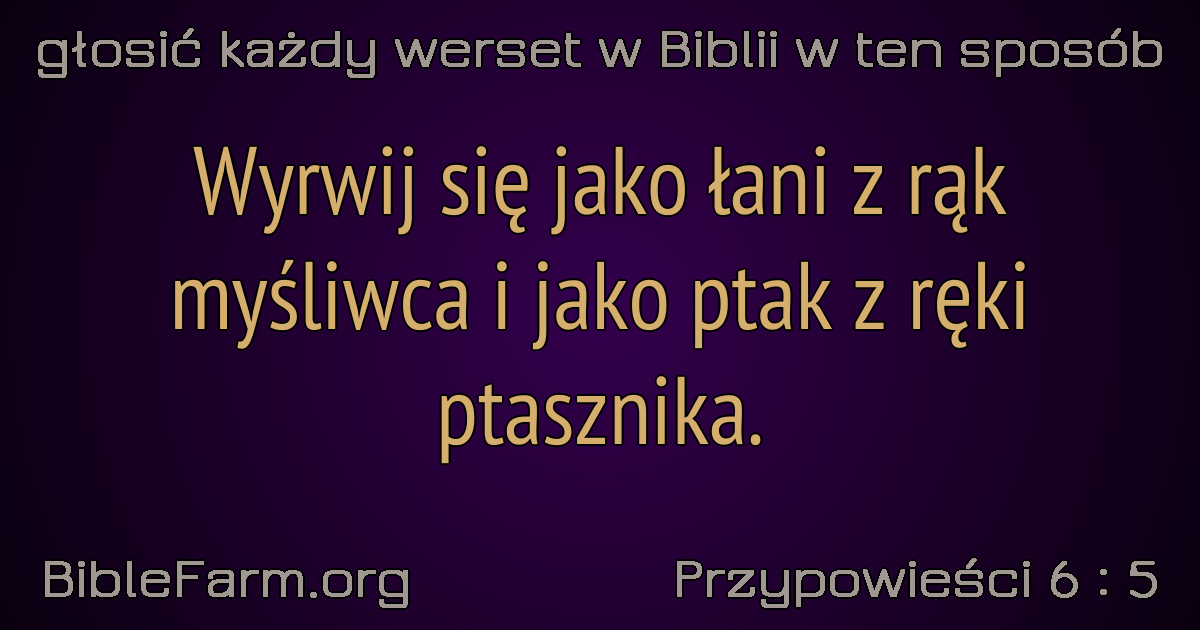 głosić każdy werset w Biblii w ten sposób
Wyrwij się jako łani z rąk
myśliwca i jako ptak z ręki
ptasznika.
BibleFarm.org
Przypowieści 6 : 5